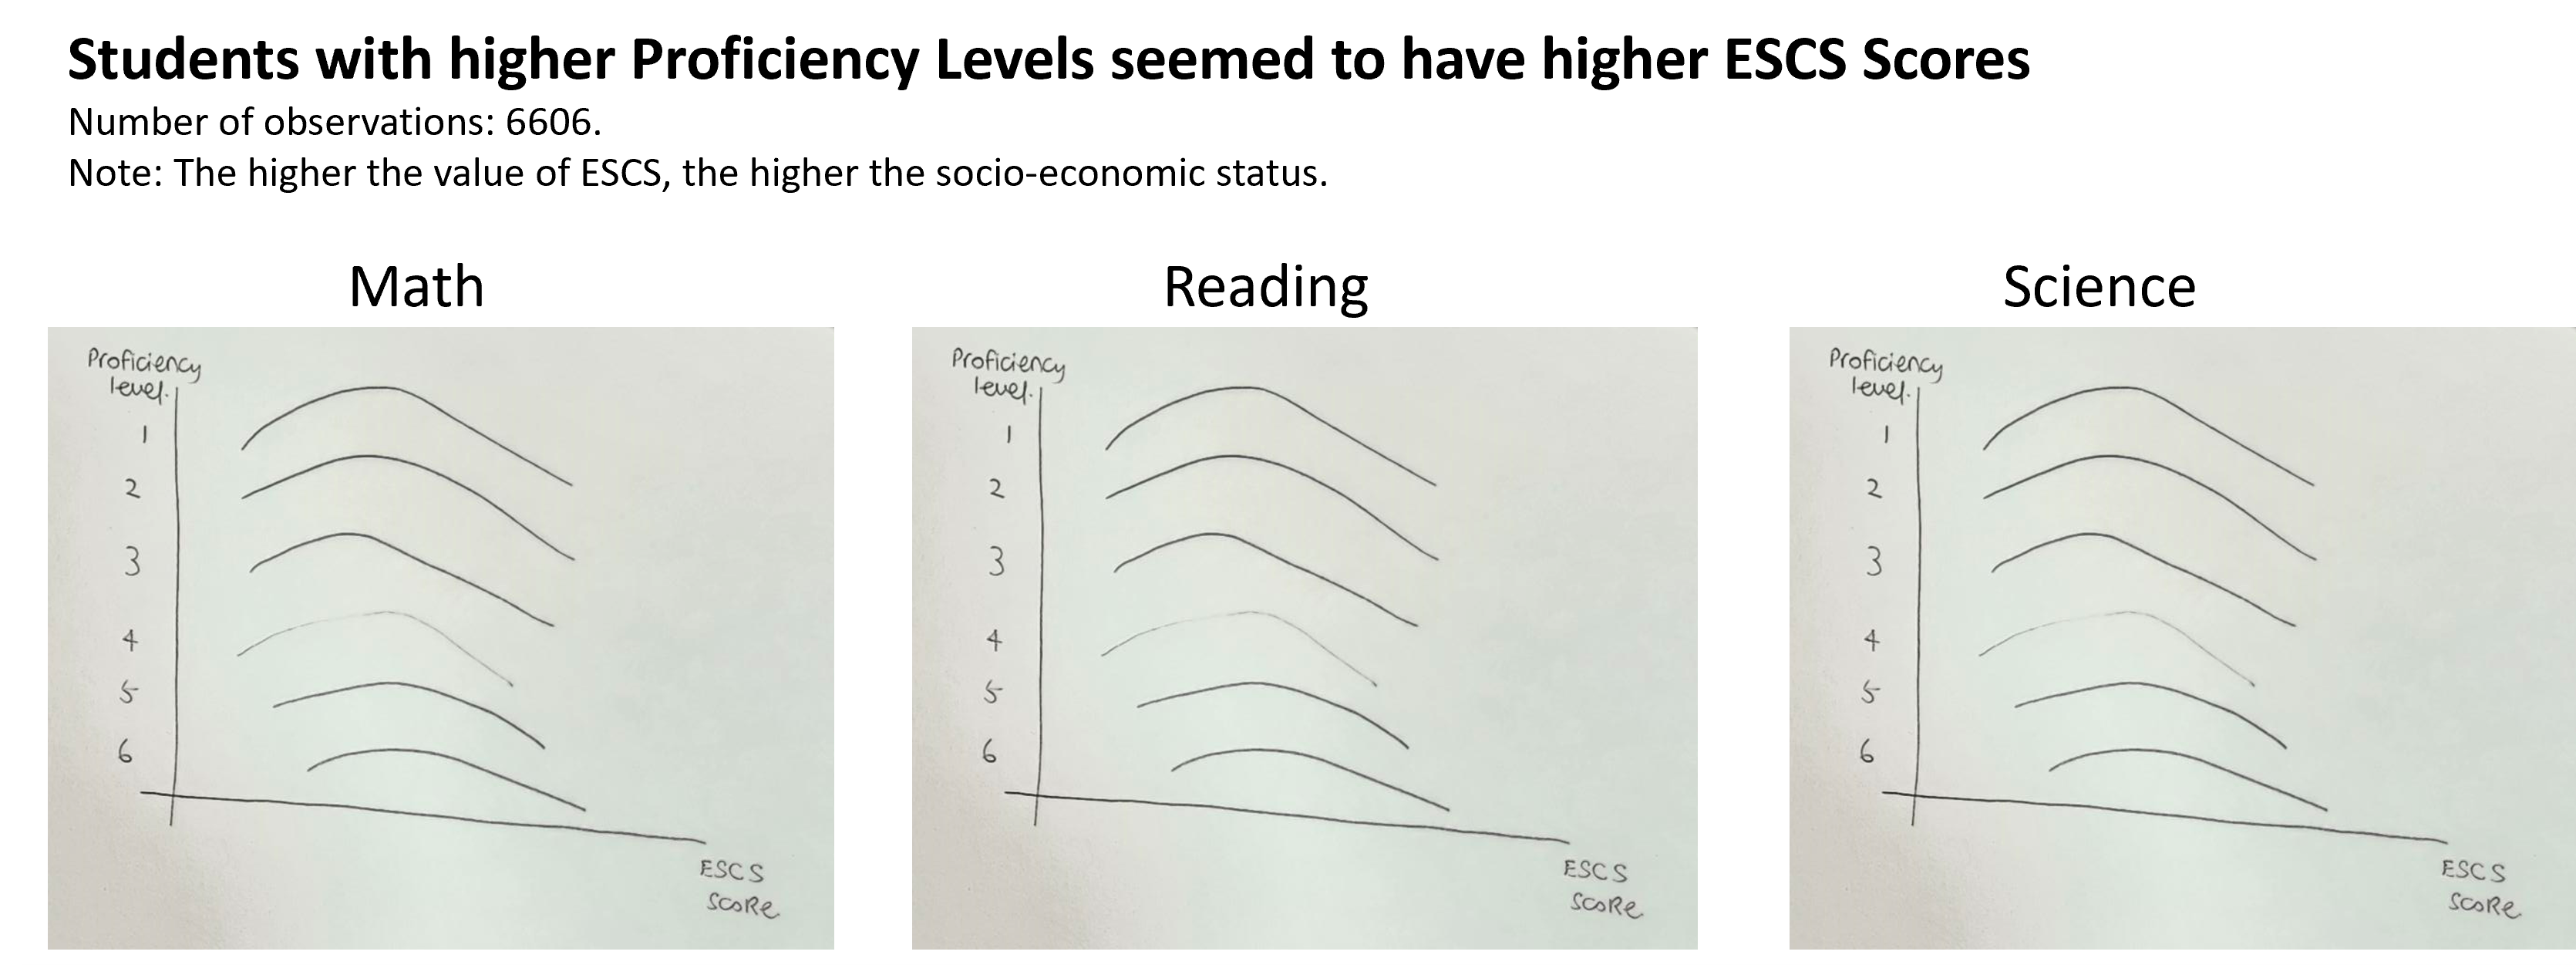 Students with higher Proficiency Levels seemed to have higher ESCS Scores
Number of observations: 6606.
Note: The higher the value of ESCS, the higher the socio-economic status.
Math
Proficiency
level.
1
2
3
4
5
6
ESCS
SCORe
Reading
Proficiency
level.
1
2
3
4
5
6
ESCS
SCORe
Science
Proficiency
level.
1
2
3
4
5
6
ESCS
SCORe